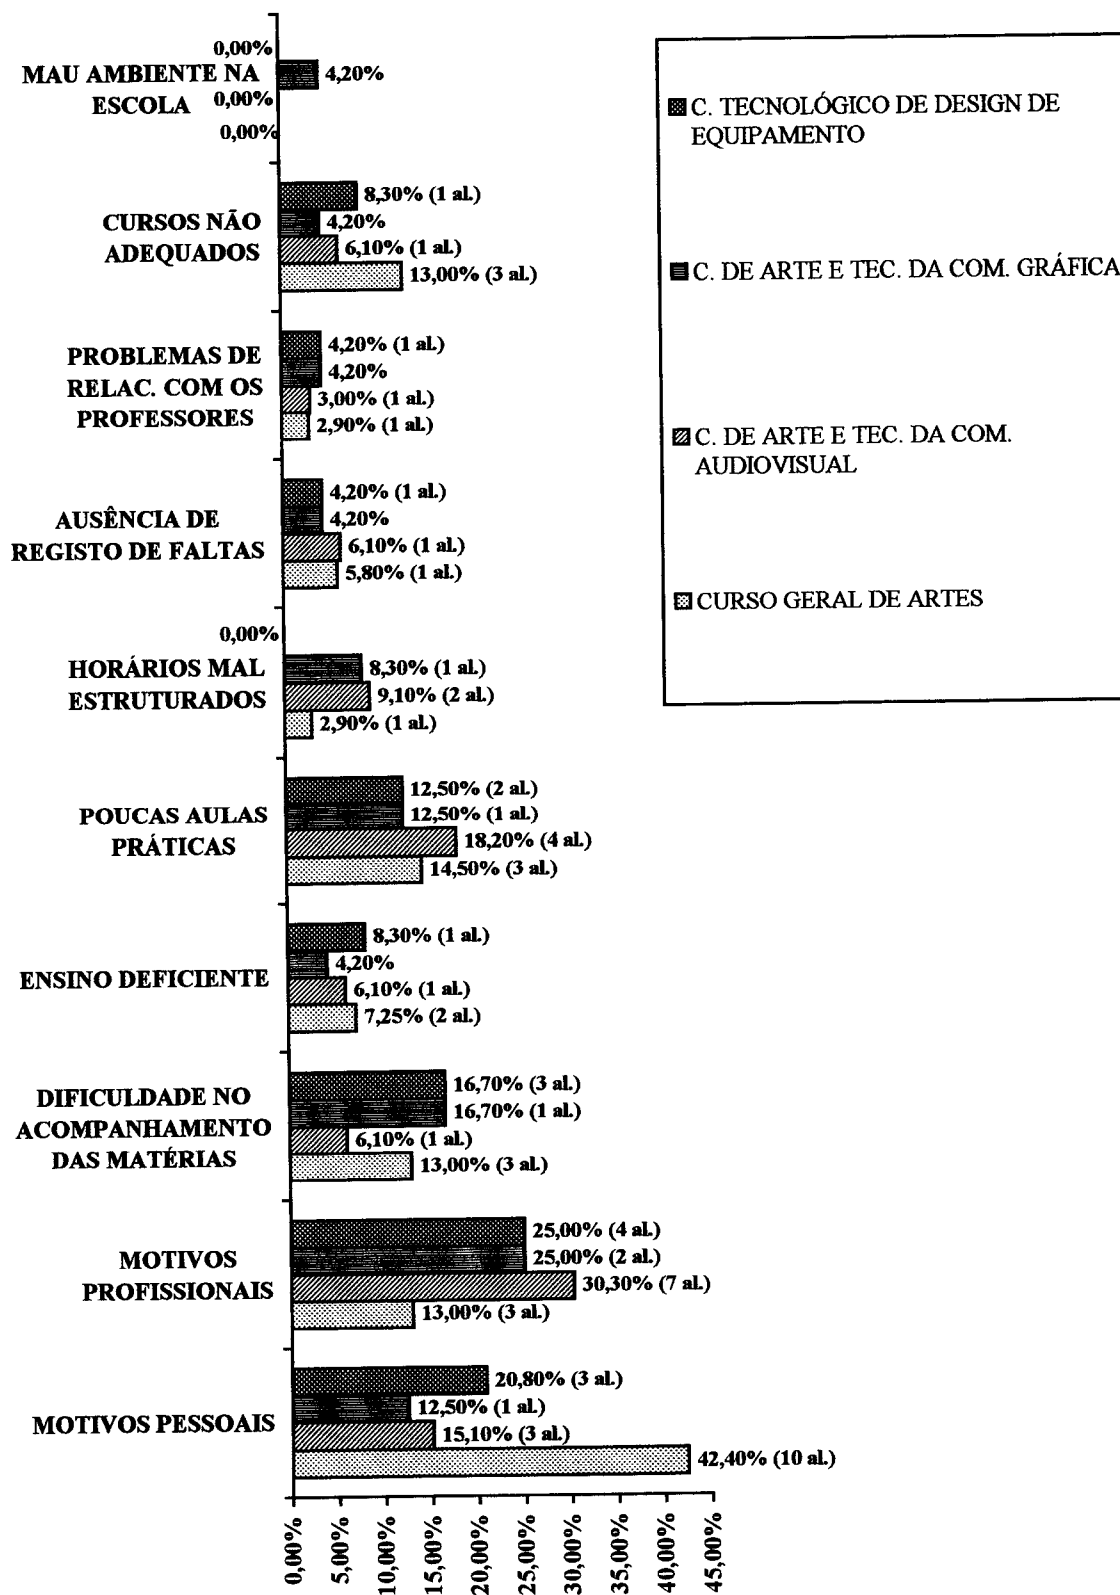 0,00%
MAU AMBIENTE NA
ESCOLA
4,20%
0,00%
0,00%
CURSOS NÃO
ADEQUADOS
8,30% (1 al.)
4,20%
6,10% (1 al.)
13,00% (3 al.)
PROBLEMAS DE
RELAC. COM OS
PROFESSORES
4,20% (1 al.)
4,20%
3,00% (1 al.)
2,90% (1 al.)
AUSÊNCIA DE
REGISTO DE FALTAS
4,20% (1 al.)
4,20%
6,10% (1 al.)
5,80% (1 al.)
0,00%
HORÁRIOS MAL
ESTRUTURADOS
8,30% (1 al.)
9,10% (2 al.)
2,90% (1 al.)
POUCAS AULAS
PRÁTICAS
12,50% (2 al.)
12,50% (1 al.)
18,20% (4 al.)
14,50% (3 al.)
ENSINO DEFICIENTE
8,30% (1 al.)
4,20%
6,10% (1 al.)
7,25% (2 al.)
DIFICULDADE NO
ACOMPANHAMENTO
DAS MATÉRIAS
16,70% (3 al.)
16,70% (1 al.)
6,10% (1 al.)
13,00% (3 al.)
MOTIVOS
PROFISSIONAIS
25,00% (4 al.)
25,00% (2 al.)
30,30% (7 al.)
13,00% (3 al.)
MOTIVOS PESSOAIS
20,80% (3 al.)
12,50% (1 al.)
15,10% (3 al.)
42,40% (10 al.)
0,00%
5,00%
10,00%
15,00%
20,00%
25,00%
30,00%
35,00%
40,00%
45,00%
C. TECNOLÓGICO DE DESIGN DE
EQUIPAMENTO
C. DE ARTE E TEC. DA COM. GRÁFICA
C. DE ARTE E TEC. DA COM.
AUDIOVISUAL
CURSO GERAL DE ARTES